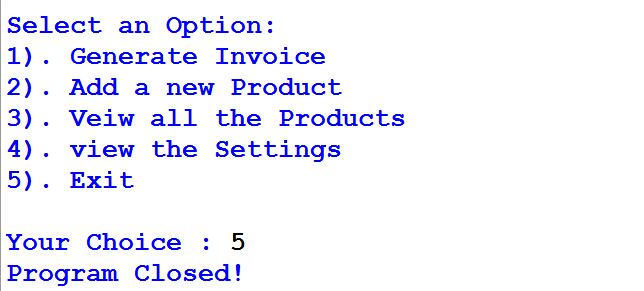 Select an Option:
1). Generate Invoice
2). Add a new Product
3). Veiw all the Products
4). view the Settings
5). Exit
Your Choice : 5
Program Closed!